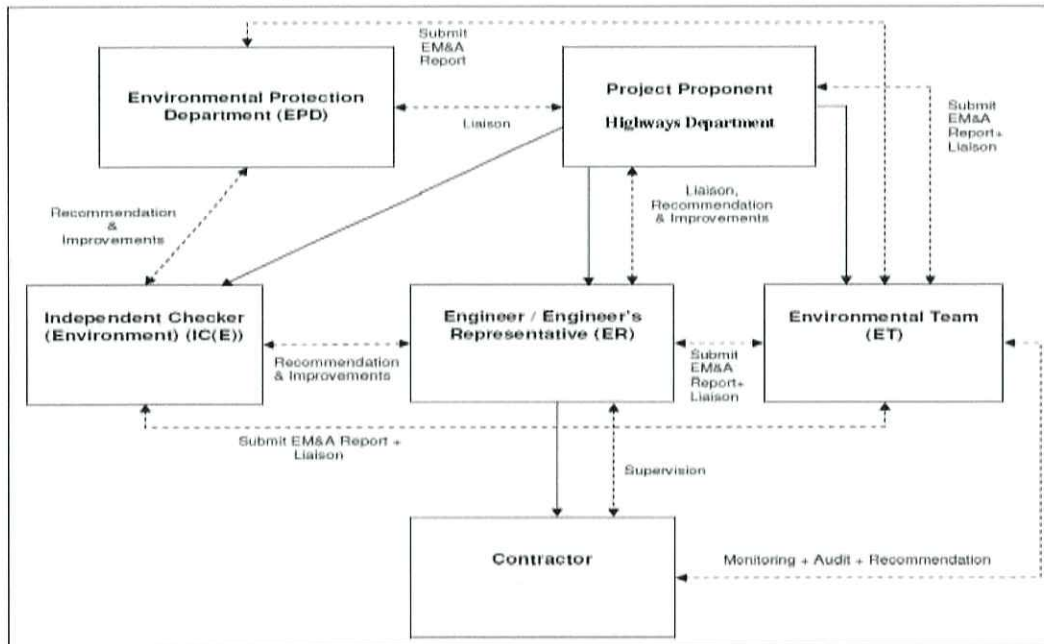 Submit
EM&A
Report
Environmental Protection
Department (EPD)
Liaison
Project Proponent
Highways Department
Submit
EM&A
Report+
Liaison
Recommendation
&
Improvements
Liaison,
Recommendation
& Improvements
Independent Checker
(Environment) (IC(E))
Recommendation
& Improvements
Engineer / Engineer's
Representative (ER)
Submit
EM&A
Report+
Liaison
Environmental Team
(ET)
Submit EM&A Report +
Liaison
Supervision
Contractor
Monitoring + Audit + Recommendation